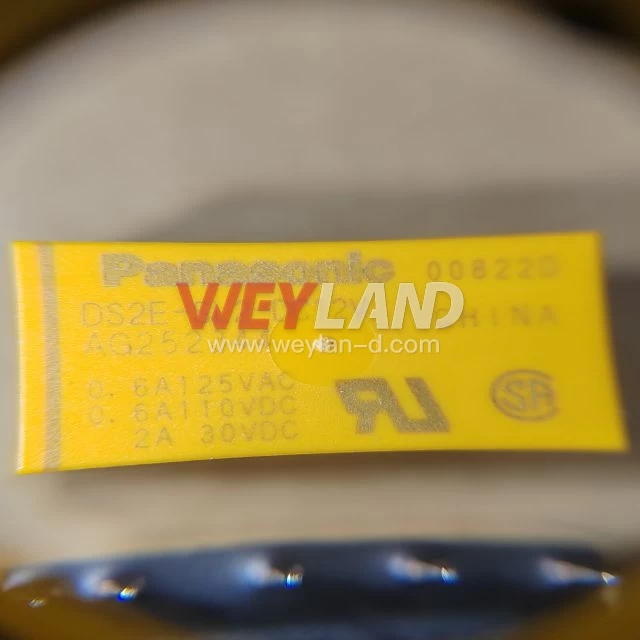 Panasonic 00822D
DS2E- CHINA
AG252
0. 6A125VAC
0. 6A110VDC
2A 30VDC
WEYLAND
www.weylan-d.com